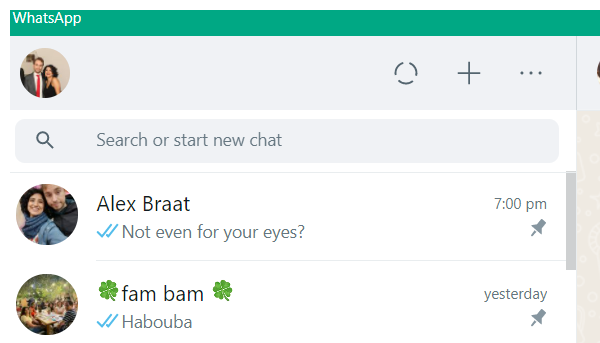 WhatsApp
Search or start new chat
Alex Braat 7:00 pm
Not even for your eyes?
🍀fam bam 🍀 yesterday
Habouba